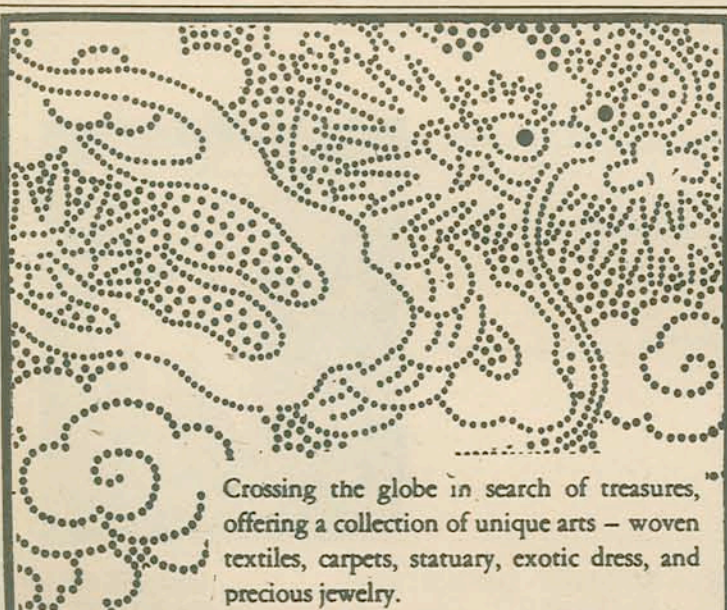 Crossing the globe in search of treasures,
offering a collection of unique arts – woven
textiles, carpets, statuary, exotic dress, and
precious jewelry.